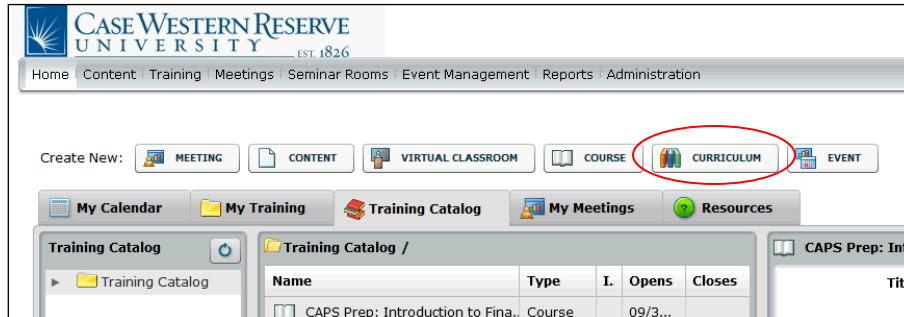 CASE WESTERN RESERVE
UNIVERSITY EST. 1826
Home Content Training Meetings Seminar Rooms Event Management Reports Administration
Create New: MEETING CONTENT VIRTUAL CLASSROOM COURSE CURRICULUM EVENT
My Calendar My Training Training Catalog My Meetings ? Resources
Training Catalog Training Catalog / CAPS Prep: Int
Training Catalog Name Type I. Opens Closes Tit
CAPS Prep: Introduction to Fina.. Course 09/3...